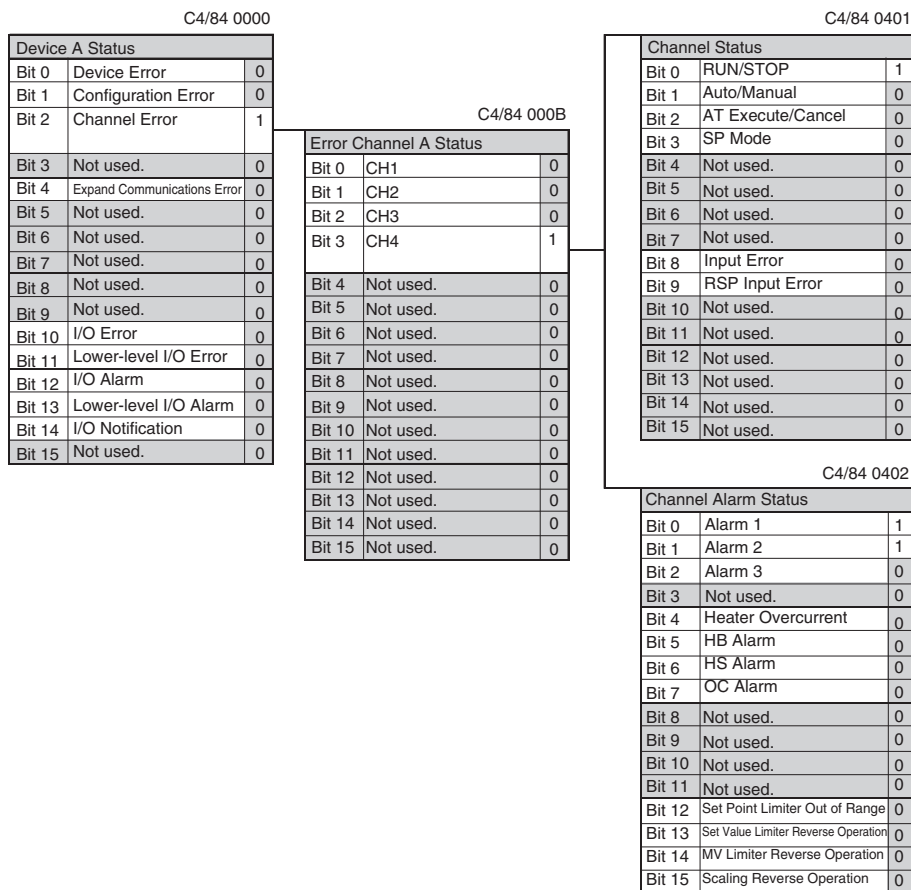 C4/84 0000
Device A Status
Bit 0 Device Error 0
Bit 1 Configuration Error 0
Bit 2 Channel Error 1
Bit 3 Not used. 0
Bit 4 Expand Communications Error 0
Bit 5 Not used. 0
Bit 6 Not used. 0
Bit 7 Not used. 0
Bit 8 Not used. 0
Bit 9 Not used. 0
Bit 10 I/O Error 0
Bit 11 Lower-level I/O Error 0
Bit 12 I/O Alarm 0
Bit 13 Lower-level I/O Alarm 0
Bit 14 I/O Notification 0
Bit 15 Not used. 0
C4/84 000B
Error Channel A Status
Bit 0 CH1 0
Bit 1 CH2 0
Bit 2 CH3 0
Bit 3 CH4 1
Bit 4 Not used. 0
Bit 5 Not used. 0
Bit 6 Not used. 0
Bit 7 Not used. 0
Bit 8 Not used. 0
Bit 9 Not used. 0
Bit 10 Not used. 0
Bit 11 Not used. 0
Bit 12 Not used. 0
Bit 13 Not used. 0
Bit 14 Not used. 0
Bit 15 Not used. 0
C4/84 0401
Channel Status
Bit 0 RUN/STOP 1
Bit 1 Auto/Manual 0
Bit 2 AT Execute/Cancel 0
Bit 3 SP Mode 0
Bit 4 Not used. 0
Bit 5 Not used. 0
Bit 6 Not used. 0
Bit 7 Not used. 0
Bit 8 Input Error 0
Bit 9 RSP Input Error 0
Bit 10 Not used. 0
Bit 11 Not used. 0
Bit 12 Not used. 0
Bit 13 Not used. 0
Bit 14 Not used. 0
Bit 15 Not used. 0
C4/84 0402
Channel Alarm Status
Bit 0 Alarm 1 1
Bit 1 Alarm 2 1
Bit 2 Alarm 3 0
Bit 3 Not used. 0
Bit 4 Heater Overcurrent 0
Bit 5 HB Alarm 0
Bit 6 HS Alarm 0
Bit 7 OC Alarm 0
Bit 8 Not used. 0
Bit 9 Not used. 0
Bit 10 Not used. 0
Bit 11 Not used. 0
Bit 12 Set Point Limiter Out of Range 0
Bit 13 Set Value Limiter Reverse Operation 0
Bit 14 MV Limiter Reverse Operation 0
Bit 15 Scaling Reverse Operation 0